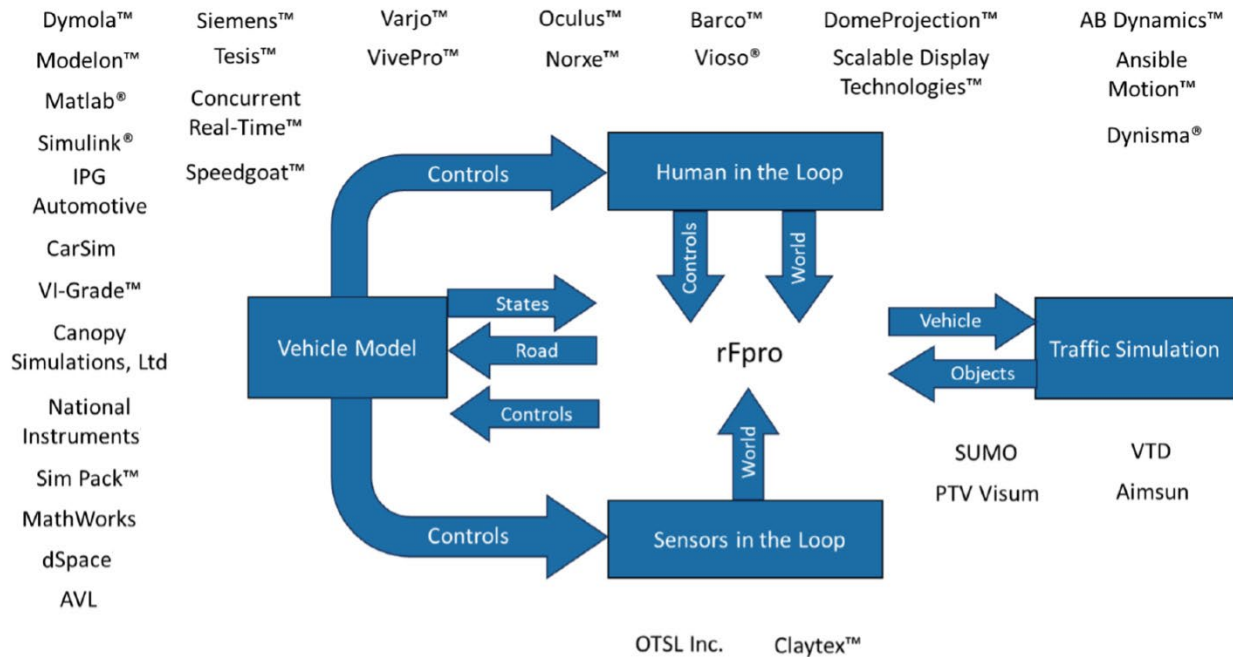 Dymola™
Modelon™
Matlab®
Simulink®
IPG
Automotive
CarSim
VI-Grade™
Canopy
Simulations, Ltd
National
Instruments
Sim Pack™
MathWorks
dSpace
AVL
Siemens™
Tesis™
Concurrent
Real-Time™
Speedgoat™
Varjo™
VivePro™
Oculus™
Norxe™
Barco™
Vioso®
DomeProjection™
Scalable Display
Technologies™
AB Dynamics™
Ansible
Motion™
Dynisma®
Controls
Human in the Loop
Controls
World
Vehicle Model
States
Road
Controls
rFpro
Vehicle
Objects
Traffic Simulation
World
Controls
Sensors in the Loop
SUMO
VTD
PTV Visum
Aimsun
OTSL Inc.
Claytex™